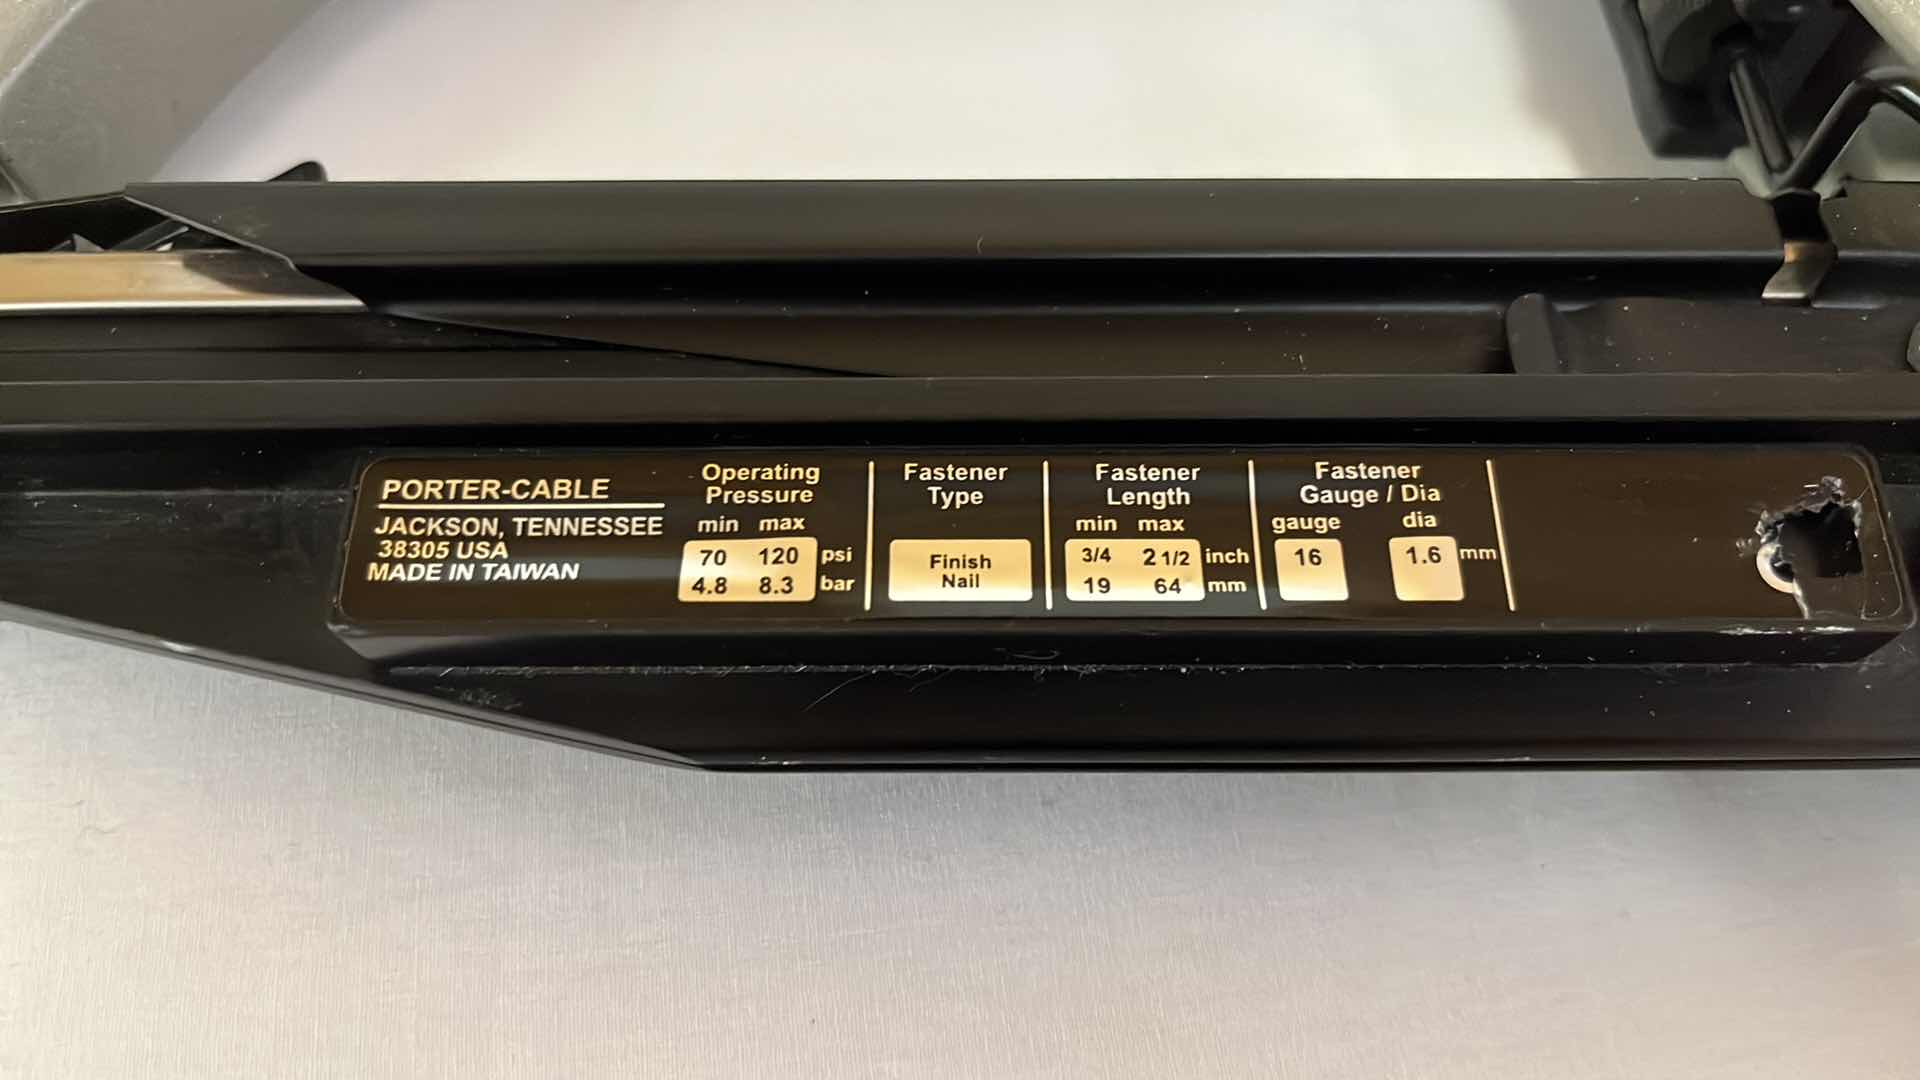 PORTER-CABLE
JACKSON, TENNESSEE
38305 USA
MADE IN TAIWAN
Operating
Pressure
min max
70 120 psi
4.8 8.3 bar
Fastener
Type
Finish
Nail
Fastener
Length
min max
3/4 2 1/2 inch
19 64 mm
Fastener
Gauge / Dia
gauge dia
16 1.6 mm